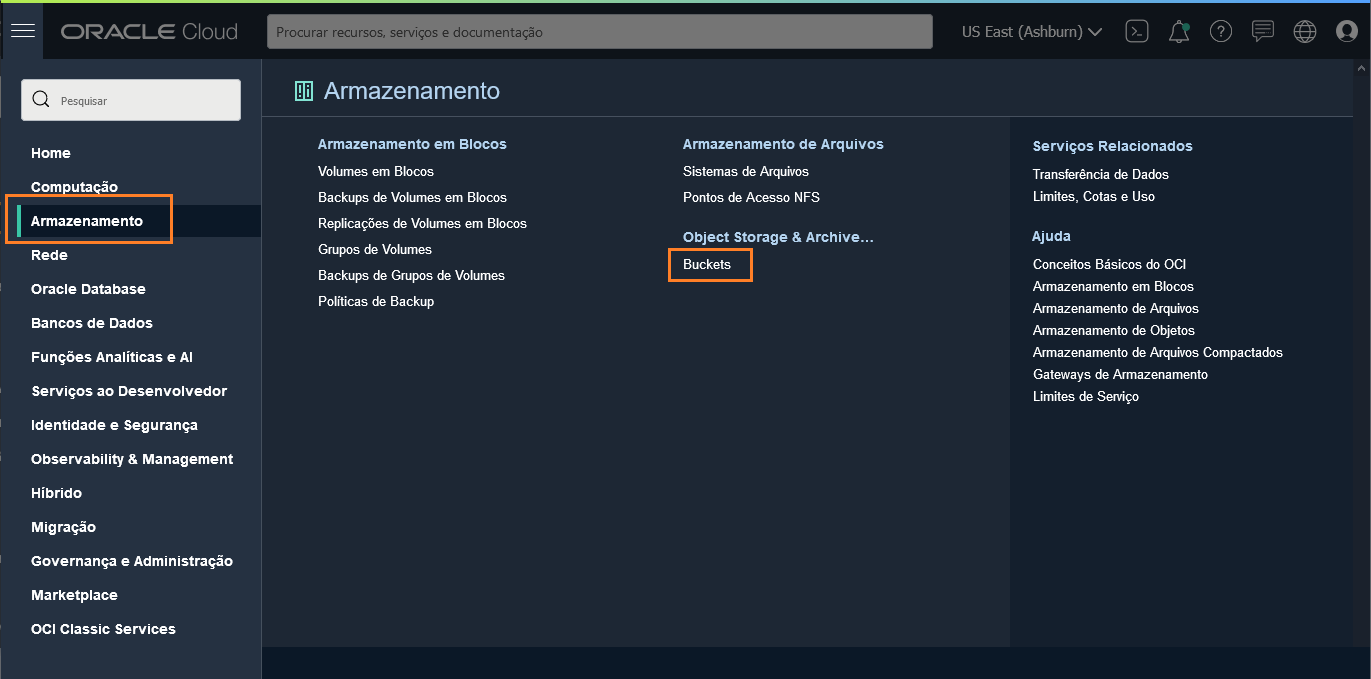 ORACLE Cloud
Procurar recursos, serviços e documentação
US East (Ashburn)
Pesquisar
Home
Computação
Armazenamento
Rede
Oracle Database
Bancos de Dados
Funções Analíticas e AI
Serviços ao Desenvolvedor
Identidade e Segurança
Observability & Management
Híbrido
Migração
Governança e Administração
Marketplace
OCI Classic Services
Armazenamento
Armazenamento em Blocos
Volumes em Blocos
Backups de Volumes em Blocos
Replicações de Volumes em Blocos
Grupos de Volumes
Backups de Grupos de Volumes
Políticas de Backup
Armazenamento de Arquivos
Sistemas de Arquivos
Pontos de Acesso NFS
Object Storage & Archive...
Buckets
Serviços Relacionados
Transferência de Dados
Limites, Cotas e Uso
Ajuda
Conceitos Básicos do OCI
Armazenamento em Blocos
Armazenamento de Arquivos
Armazenamento de Objetos
Armazenamento de Arquivos Compactados
Gateways de Armazenamento
Limites de Serviço